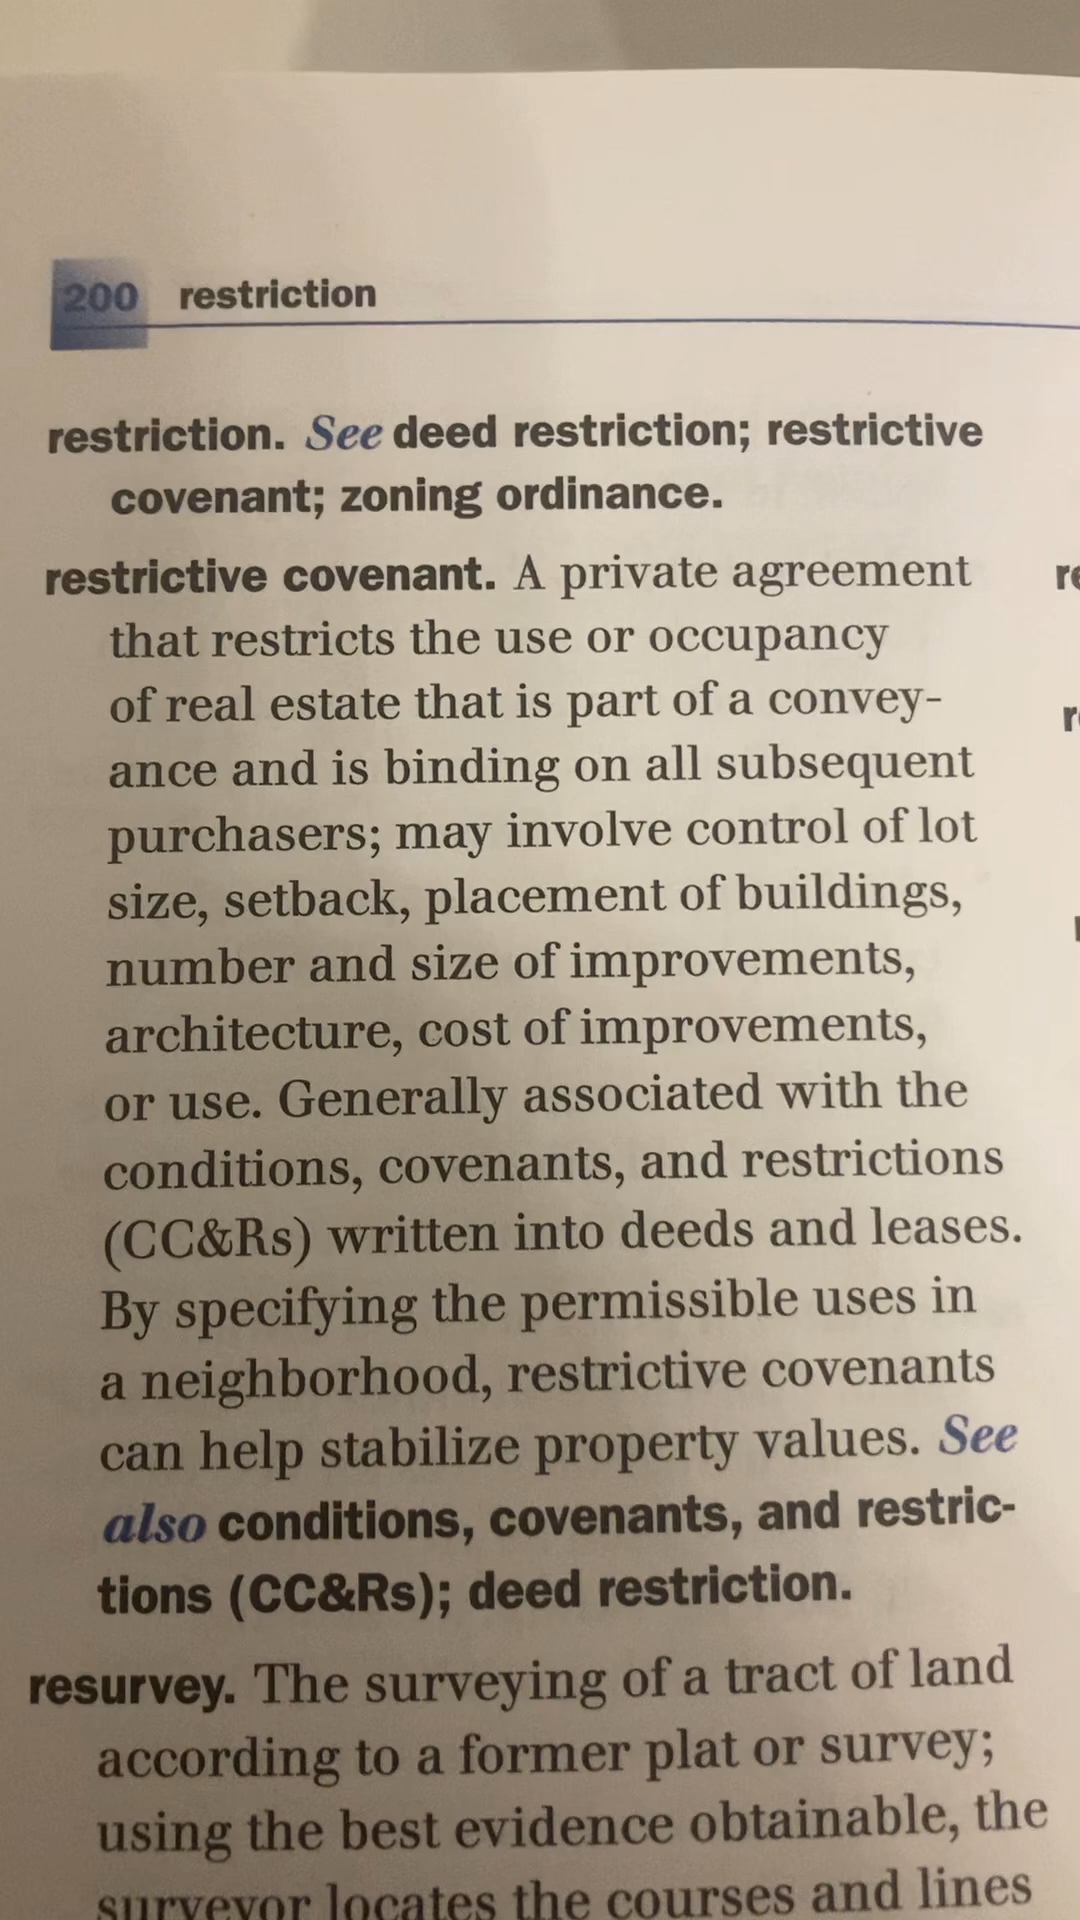 200 restriction
restriction. See deed restriction; restrictive
covenant; zoning ordinance.
restrictive covenant. A private agreement
that restricts the use or occupancy
of real estate that is part of a convey-
ance and is binding on all subsequent
purchasers; may involve control of lot
size, setback, placement of buildings,
number and size of improvements,
architecture, cost of improvements,
or use. Generally associated with the
conditions, covenants, and restrictions
(CC&Rs) written into deeds and leases.
By specifying the permissible uses in
a neighborhood, restrictive covenants
can help stabilize property values. See
also conditions, covenants, and restric-
tions (CC&Rs); deed restriction.
resurvey. The surveying of a tract of land
according to a former plat or survey;
using the best evidence obtainable, the
surveyor locates the courses and lines